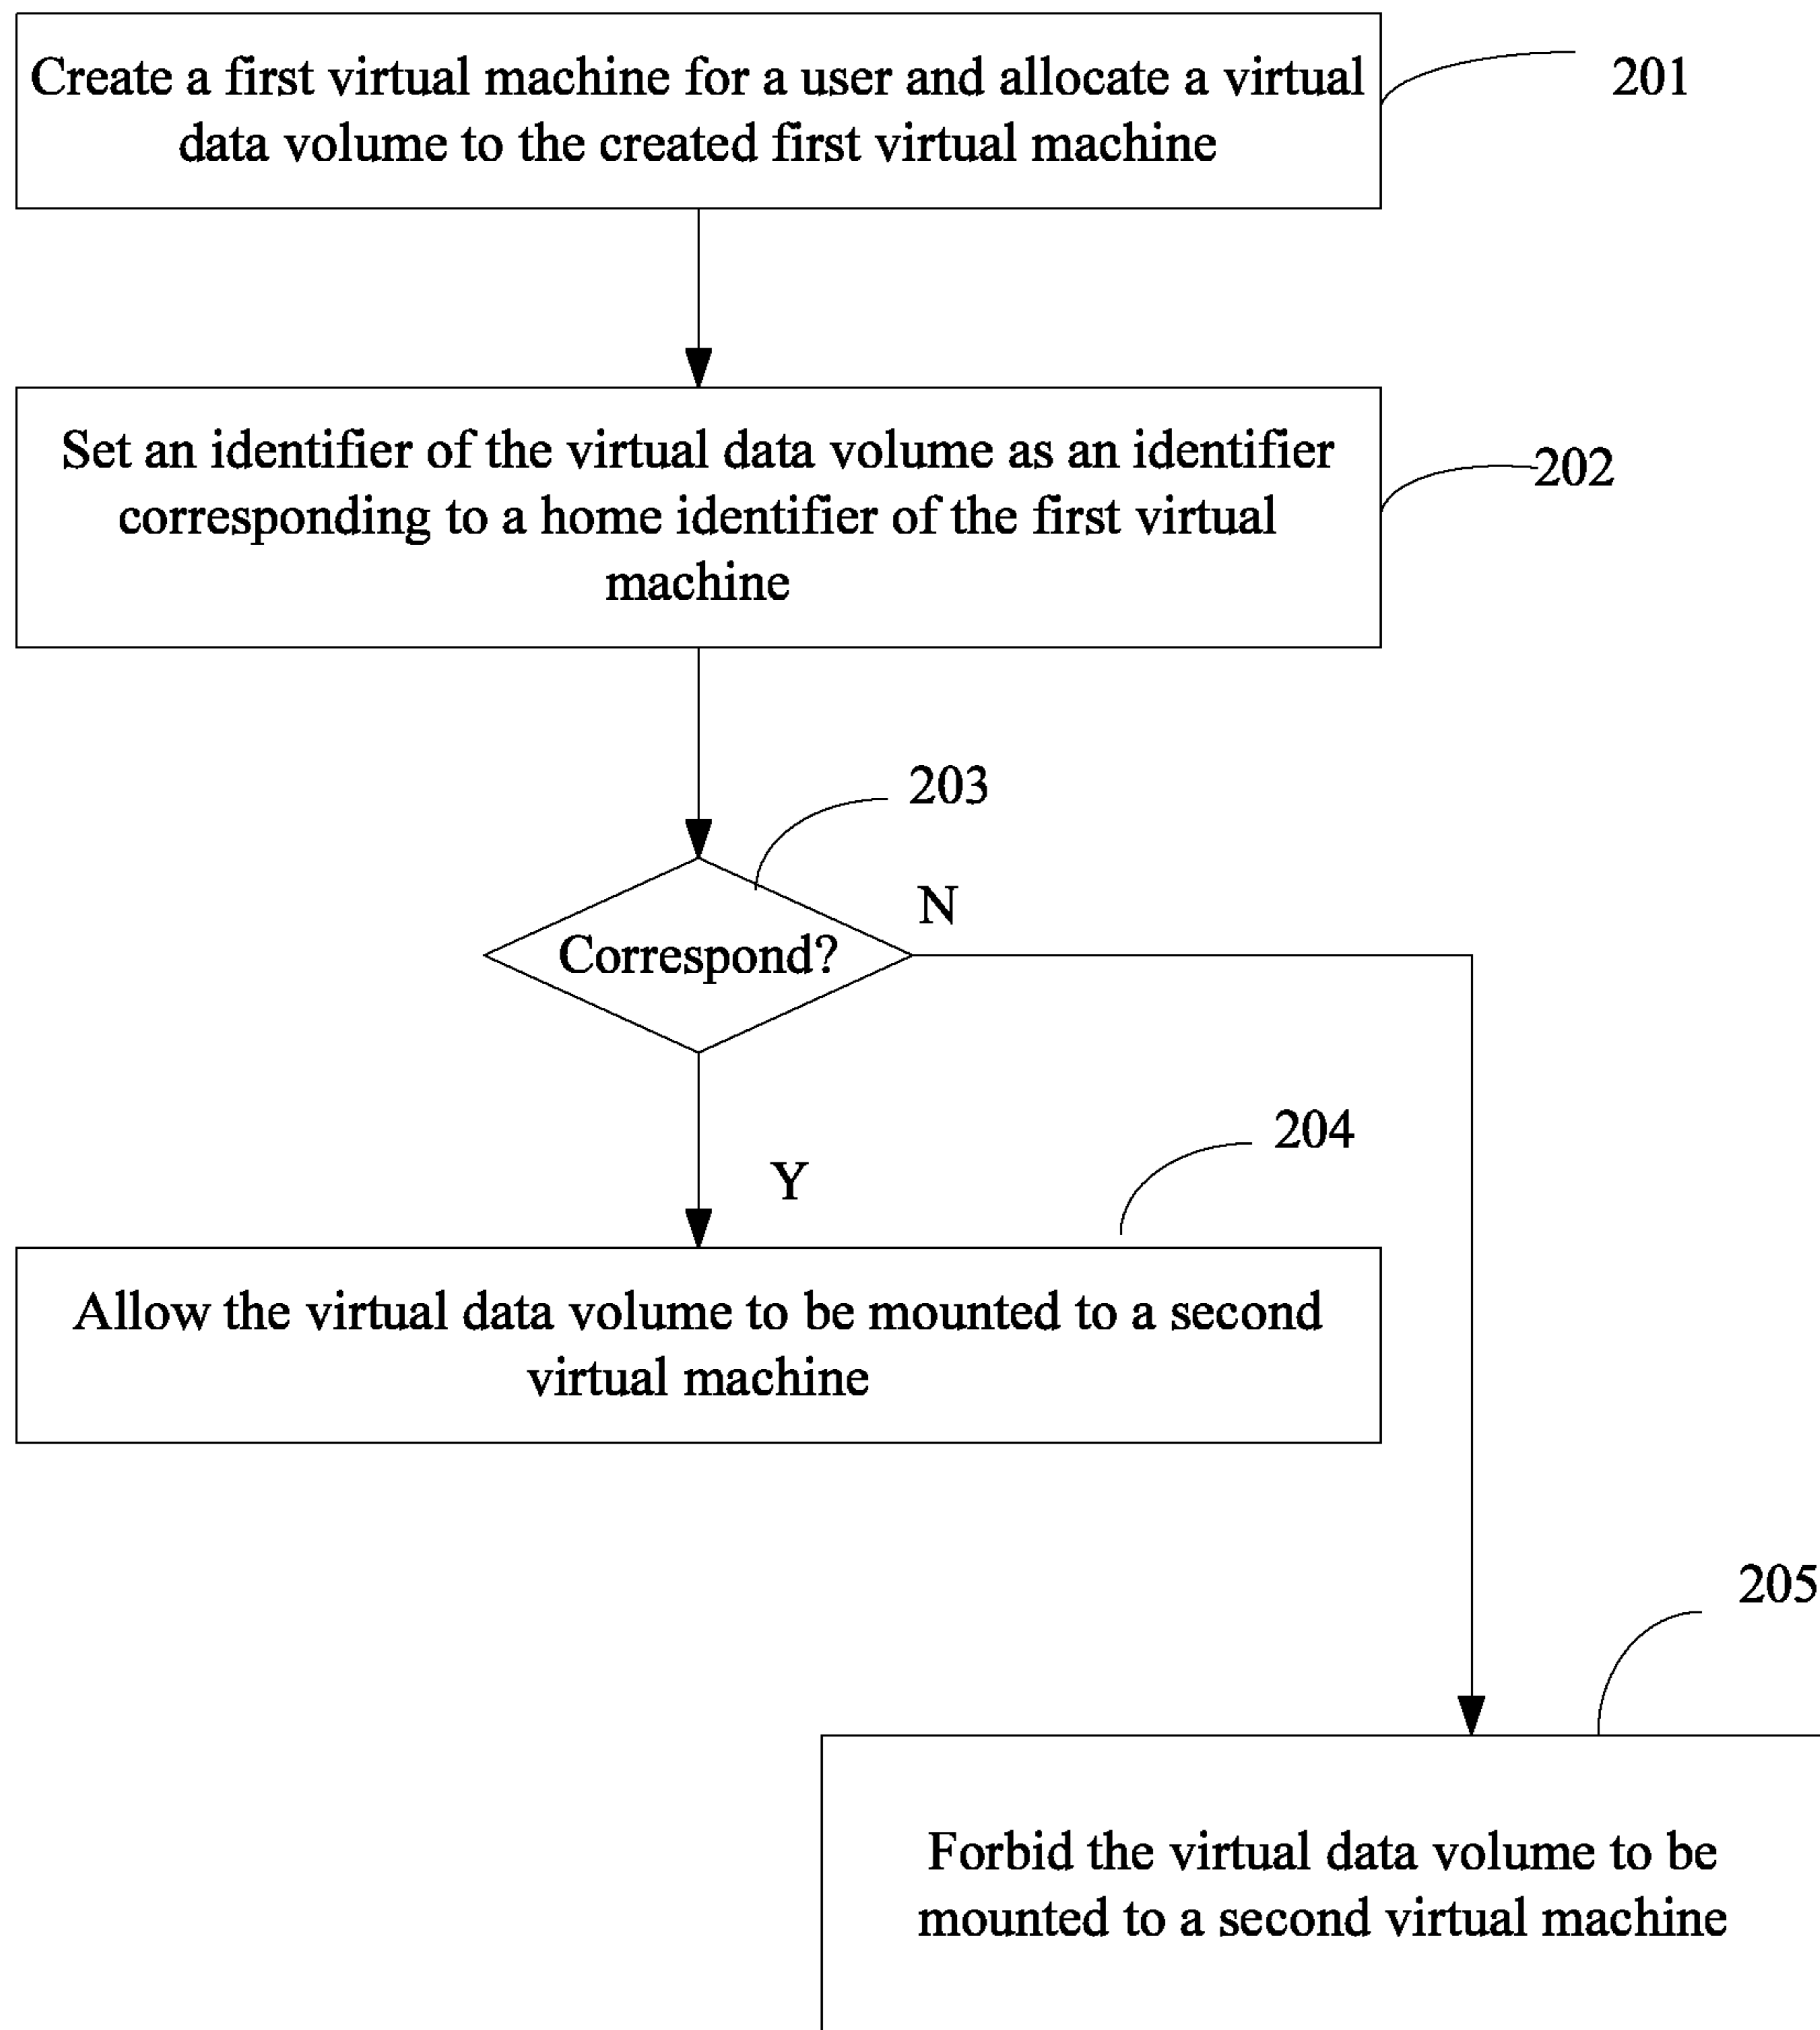 Create a first virtual machine for a user and allocate a virtual
data volume to the created first virtual machine
201
Set an identifier of the virtual data volume as an identifier
corresponding to a home identifier of the first virtual
machine
202
203
N
Correspond?
204
Y
Allow the virtual data volume to be mounted to a second
virtual machine
205
Forbid the virtual data volume to be
mounted to a second virtual machine